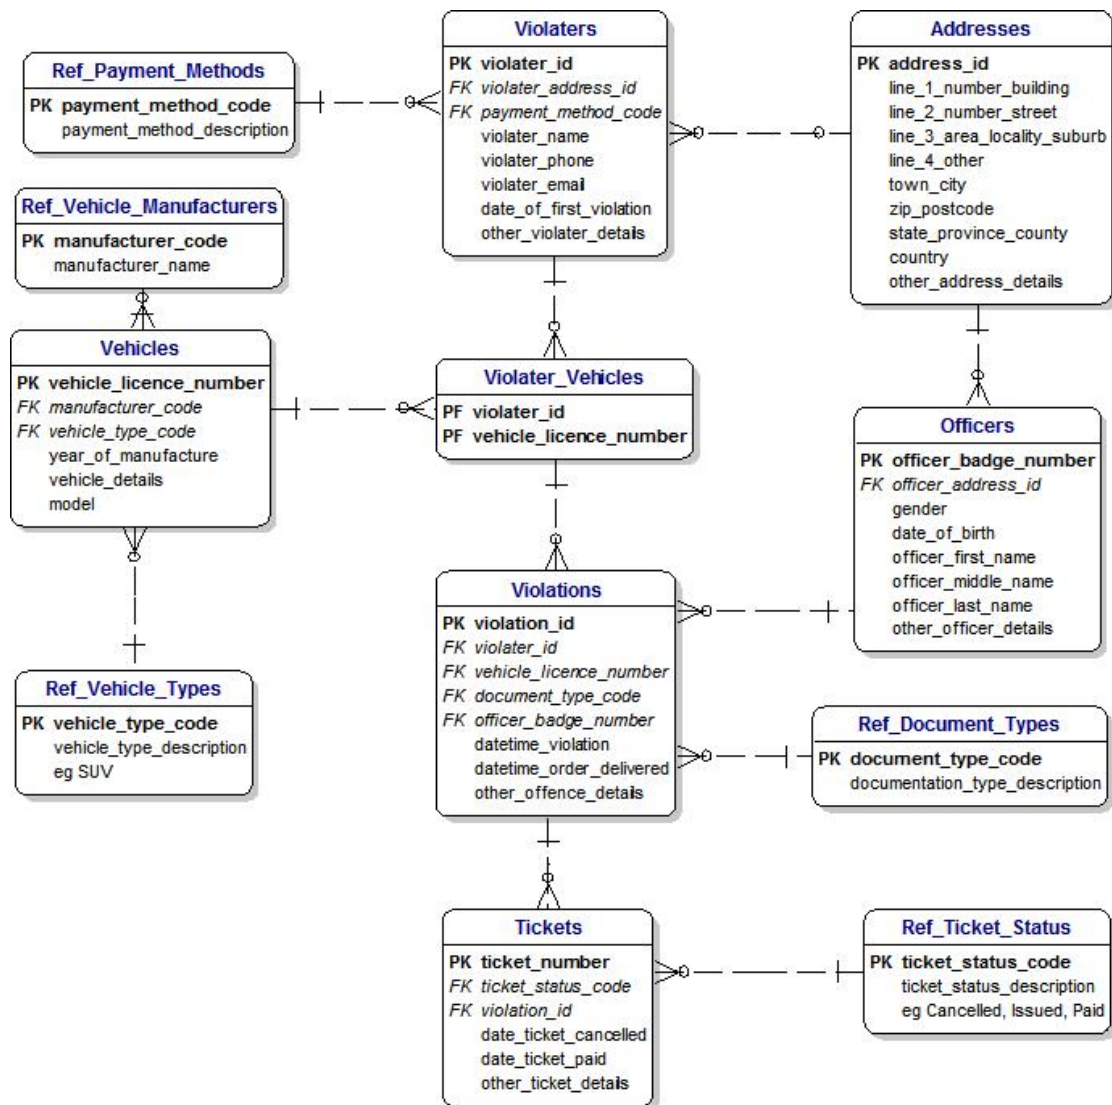 Violaters
PK violater_id
FK violater_address_id
FK payment_method_code
violater_name
violater_phone
violater_email
date_of_first_violation
other_violater_details
Addresses
PK address_id
line_1_number_building
line_2_number_street
line_3_area_locality_suburb
line_4_other
town_city
zip_postcode
state_province_county
country
other_address_details
Ref_Payment_Methods
PK payment_method_code
payment_method_description
Ref_Vehicle_Manufacturers
PK manufacturer_code
manufacturer_name
Vehicles
PK vehicle_licence_number
FK manufacturer_code
FK vehicle_type_code
year_of_manufacture
vehicle_details
model
Violater_Vehicles
PF violater_id
PF vehicle_licence_number
Officers
PK officer_badge_number
FK officer_address_id
gender
date_of_birth
officer_first_name
officer_middle_name
officer_last_name
other_officer_details
Violations
PK violation_id
FK violater_id
FK vehicle_licence_number
FK document_type_code
FK officer_badge_number
datetime_violation
datetime_order_delivered
other_offence_details
Ref_Vehicle_Types
PK vehicle_type_code
vehicle_type_description
eg SUV
Ref_Document_Types
PK document_type_code
documentation_type_description
Tickets
PK ticket_number
FK ticket_status_code
FK violation_id
date_ticket_cancelled
date_ticket_paid
other_ticket_details
Ref_Ticket_Status
PK ticket_status_code
ticket_status_description
eg Cancelled, Issued, Paid